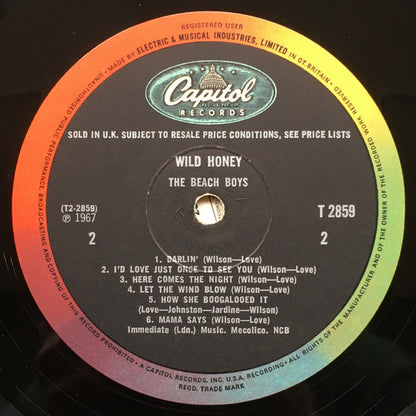 REGISTERED USER
UNAUTHORISED PUBLIC PERFORMANCE, BROADCASTING AND COPYING OF THIS RECORD PROHIBITED • A CAPITOL RECORDS, INC. U.S.A. RECORDING • ALL RIGHTS OF THE MANUFACTURER AND OF THE OWNER OF THE RECORDED WORK RESERVED
• MADE BY ELECTRIC & MUSICAL INDUSTRIES, LIMITED IN GT. BRITAIN •
REGD. TRADE MARK
Capitol
RECORDS
SOLD IN U.K. SUBJECT TO RESALE PRICE CONDITIONS, SEE PRICE LISTS
WILD HONEY
THE BEACH BOYS
(T2-2859)
℗ 1967
2
T 2859
2
1. DARLIN' (Wilson—Love)
2. I'D LOVE JUST ONCE TO SEE YOU (Wilson—Love)
3. HERE COMES THE NIGHT (Wilson—Love)
4. LET THE WIND BLOW (Wilson—Love)
5. HOW SHE BOOGALOOED IT
(Love—Johnston—Jardine—Wilson)
6. MAMA SAYS (Wilson—Love)
Immediate (Ldn.) Music. Mecolico. NCB